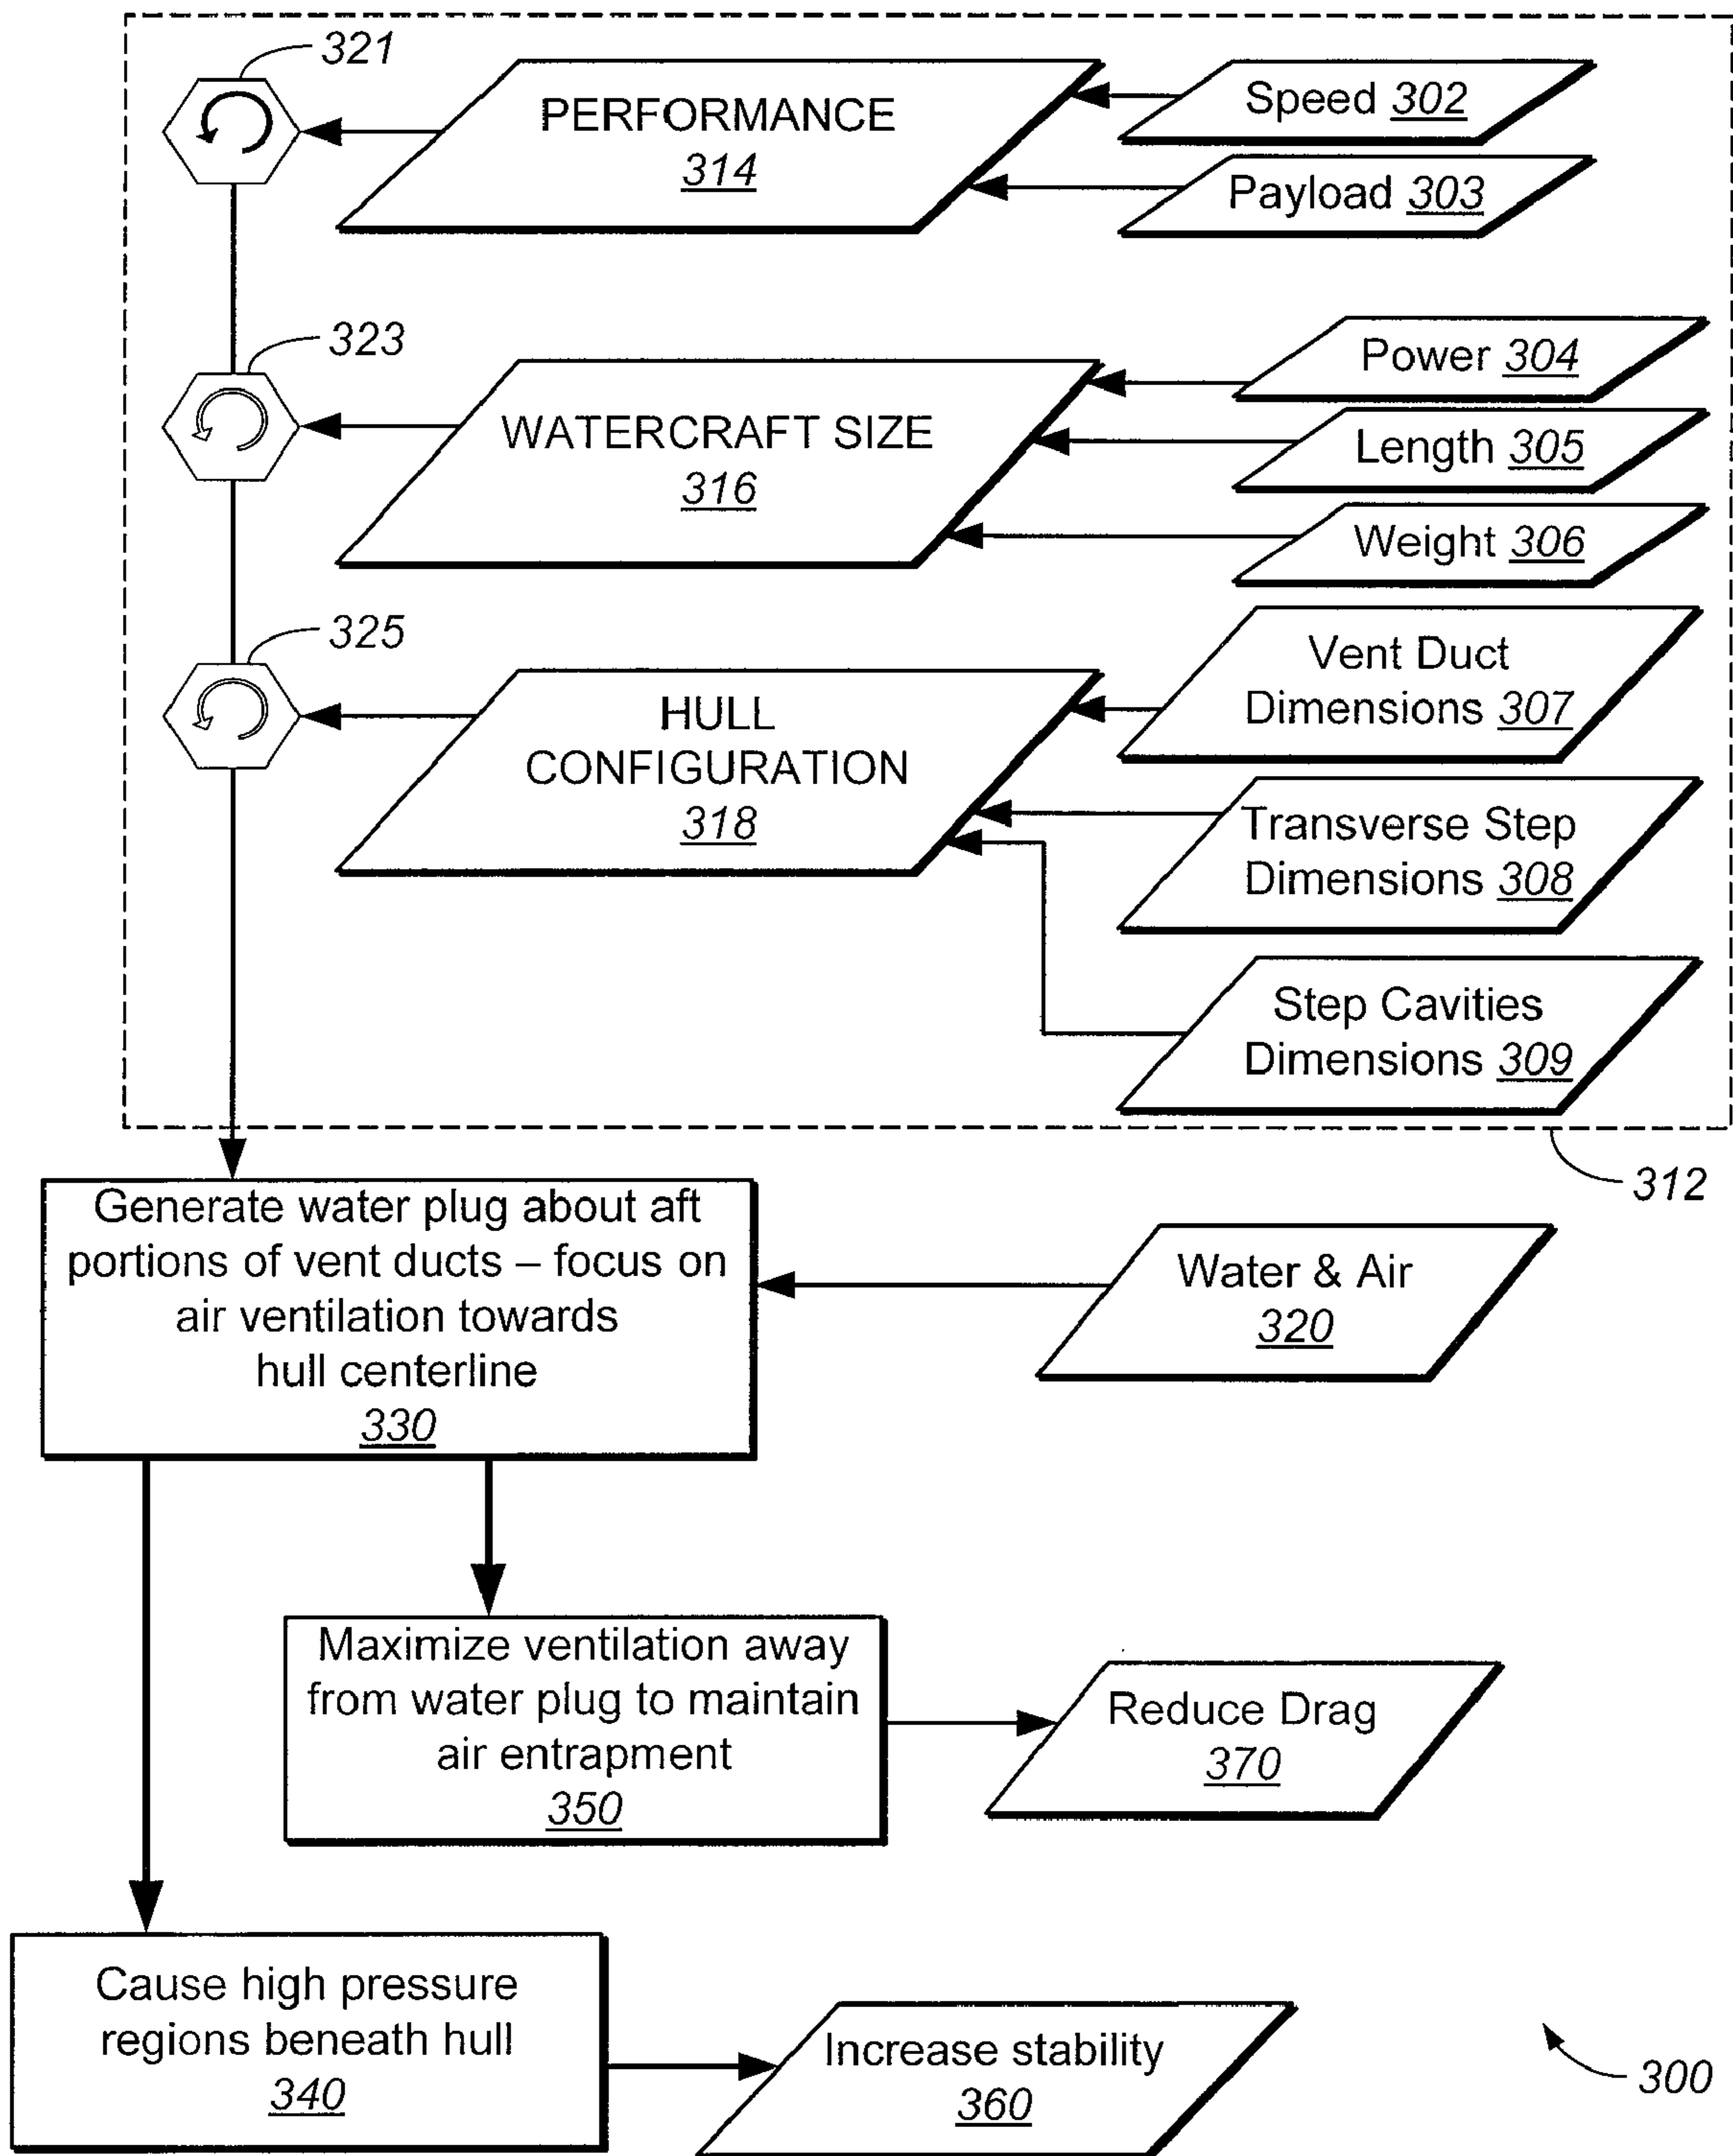 321
PERFORMANCE
314
Speed 302
Payload 303
323
WATERCRAFT SIZE
316
Power 304
Length 305
Weight 306
325
HULL
CONFIGURATION
318
Vent Duct
Dimensions 307
Transverse Step
Dimensions 308
Step Cavities
Dimensions 309
312
Generate water plug about aft
portions of vent ducts – focus on
air ventilation towards
hull centerline
330
Water & Air
320
Maximize ventilation away
from water plug to maintain
air entrapment
350
Reduce Drag
370
Cause high pressure
regions beneath hull
340
Increase stability
360
300